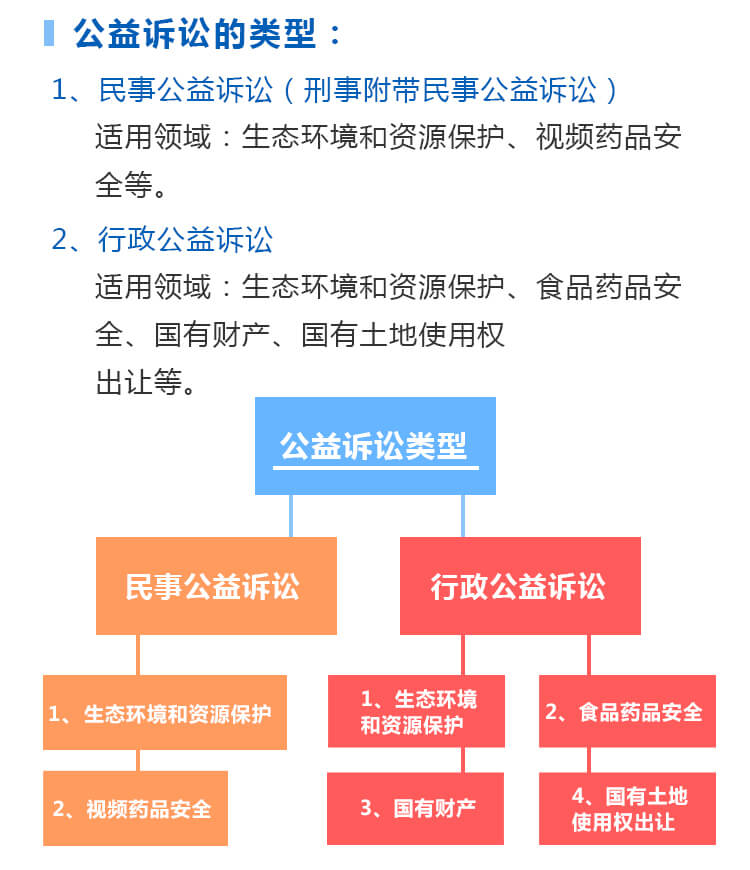 公益诉讼的类型：
1、民事公益诉讼（刑事附带民事公益诉讼）
适用领域：生态环境和资源保护、视频药品安
全等。
2、行政公益诉讼
适用领域：生态环境和资源保护、食品药品安
全、国有财产、国有土地使用权
出让等。
公益诉讼类型
民事公益诉讼
行政公益诉讼
1、生态环境和资源保护
2、视频药品安全
1、生态环境
和资源保护
2、食品药品安全
3、国有财产
4、国有土地
使用权出让